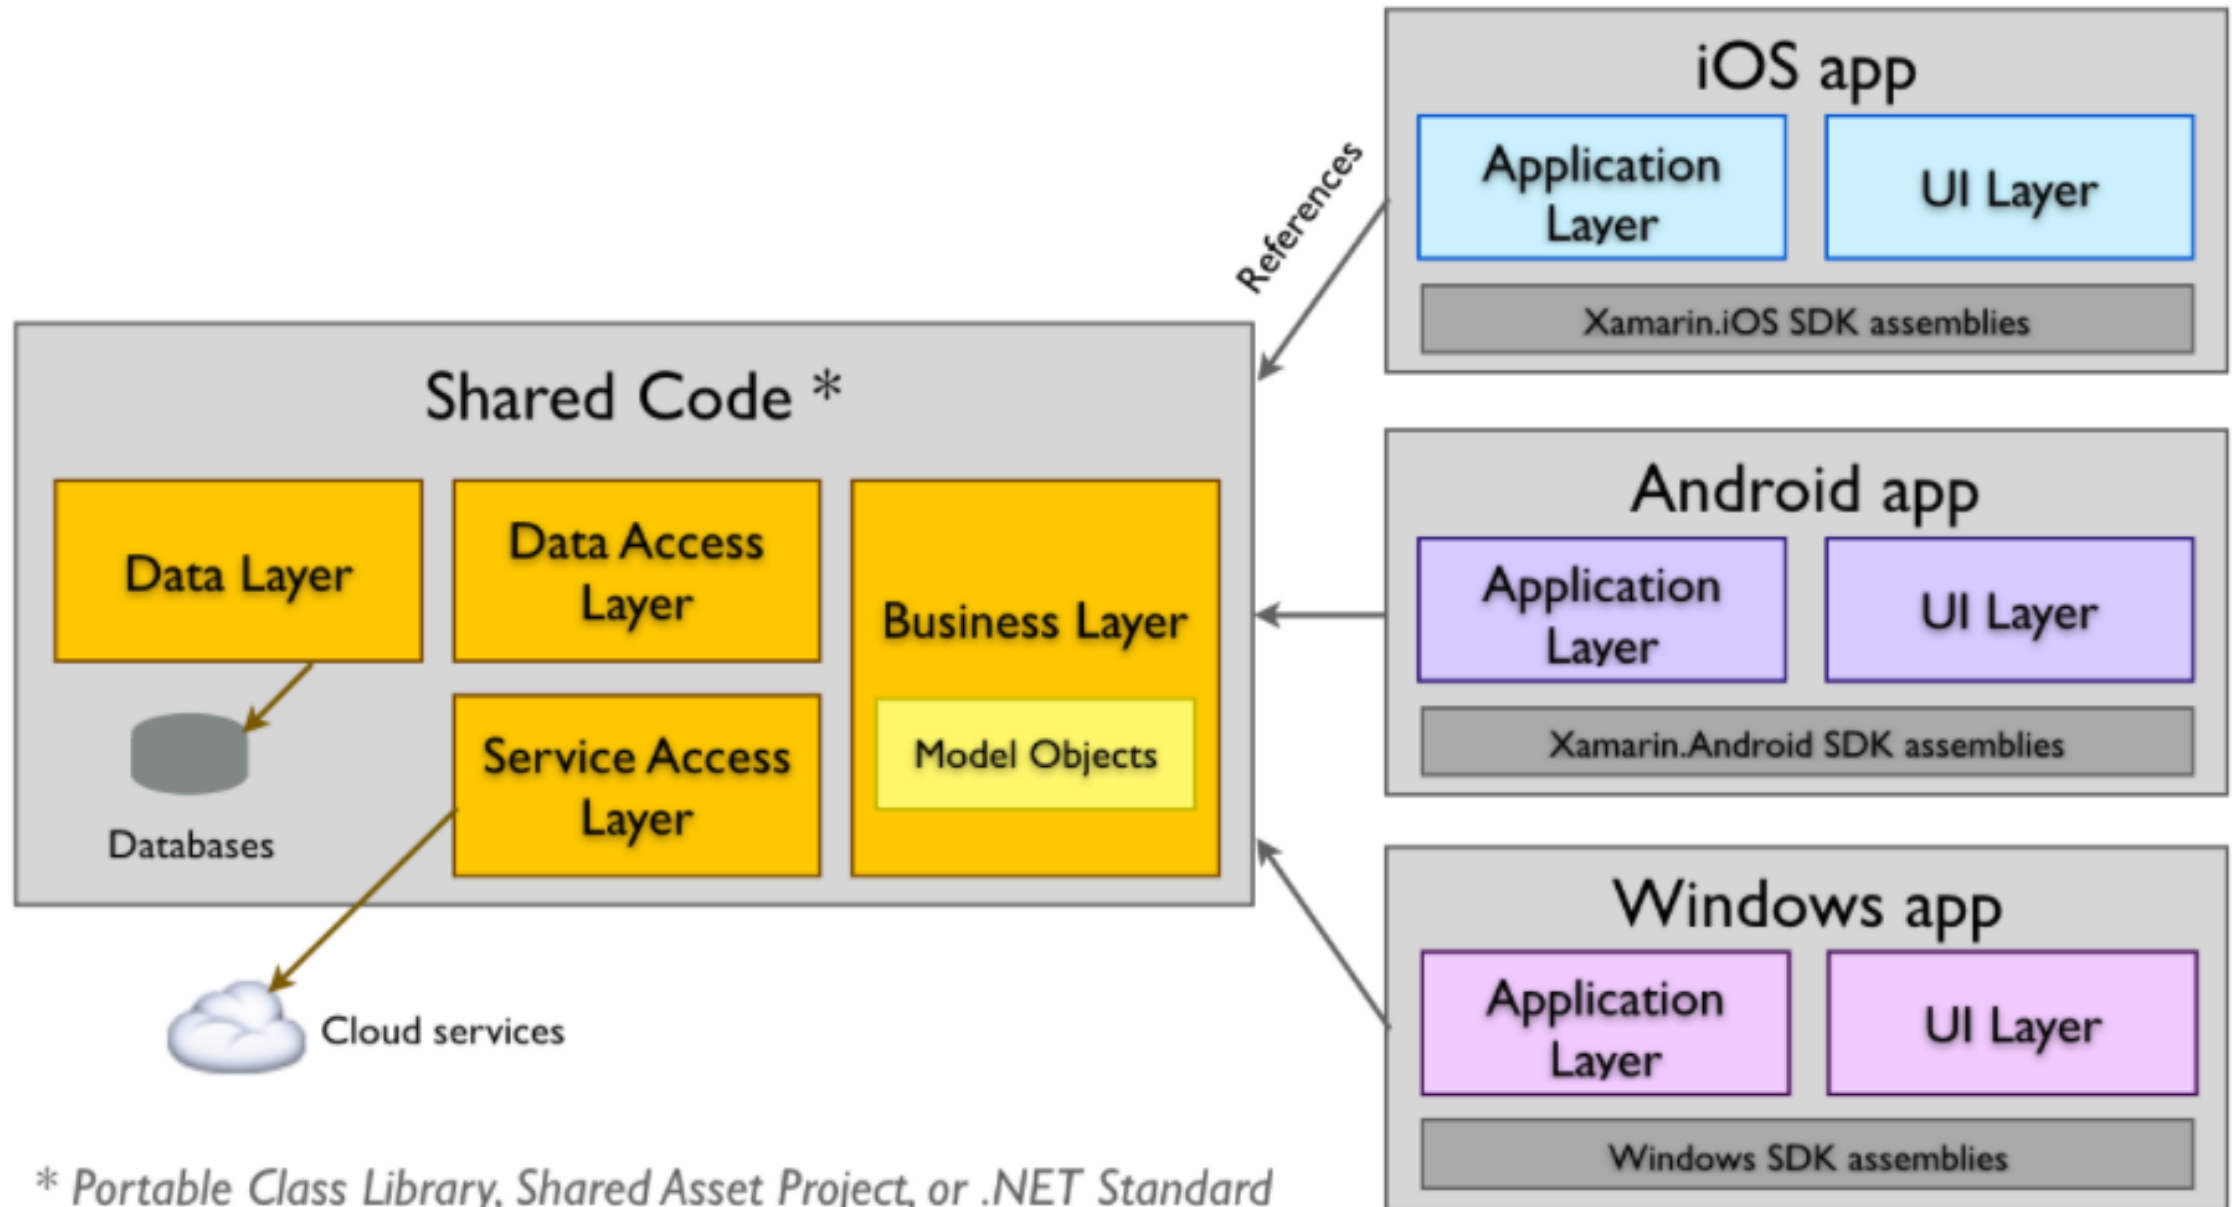 iOS app
Application
Layer
UI Layer
Xamarin.iOS SDK assemblies
References
Shared Code *
Data Layer
Data Access
Layer
Business Layer
Service Access
Layer
Model Objects
Databases
Cloud services
Android app
Application
Layer
UI Layer
Xamarin.Android SDK assemblies
Windows app
Application
Layer
UI Layer
Windows SDK assemblies
* Portable Class Library, Shared Asset Project, or .NET Standard